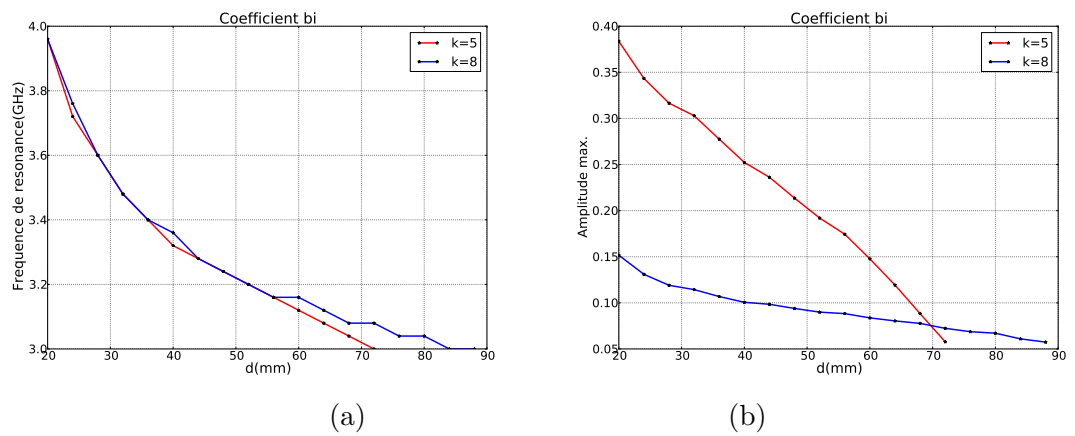 Coefficient bi
4.0
3.8
3.6
3.4
3.2
3.0
Frequence de resonance(GHz)
k=5
k=8
20 30 40 50 60 70 80 90
d(mm)
(a)
Coefficient bi
0.40
0.35
0.30
0.25
0.20
0.15
0.10
0.05
Amplitude max.
k=5
k=8
20 30 40 50 60 70 80 90
d(mm)
(b)